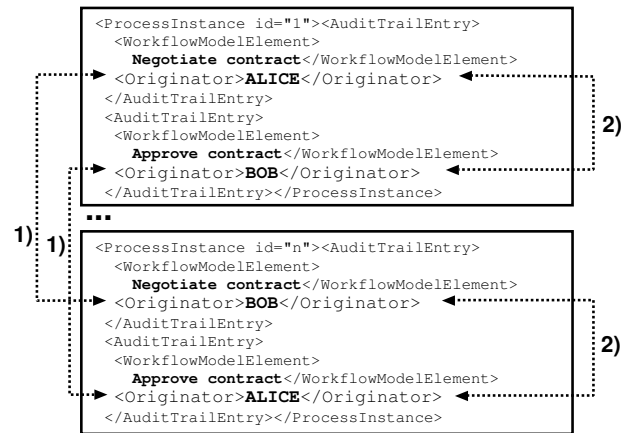 <ProcessInstance id="1"><AuditTrailEntry>
<WorkflowModelElement>
Negotiate contract</WorkflowModelElement>
<Originator>ALICE</Originator>
</AuditTrailEntry>
<AuditTrailEntry>
<WorkflowModelElement>
Approve contract</WorkflowModelElement>
<Originator>BOB</Originator>
</AuditTrailEntry></ProcessInstance>
2)
...
1)
1)
<ProcessInstance id="n"><AuditTrailEntry>
<WorkflowModelElement>
Negotiate contract</WorkflowModelElement>
<Originator>BOB</Originator>
</AuditTrailEntry>
<AuditTrailEntry>
<WorkflowModelElement>
Approve contract</WorkflowModelElement>
<Originator>ALICE</Originator>
</AuditTrailEntry></ProcessInstance>
2)